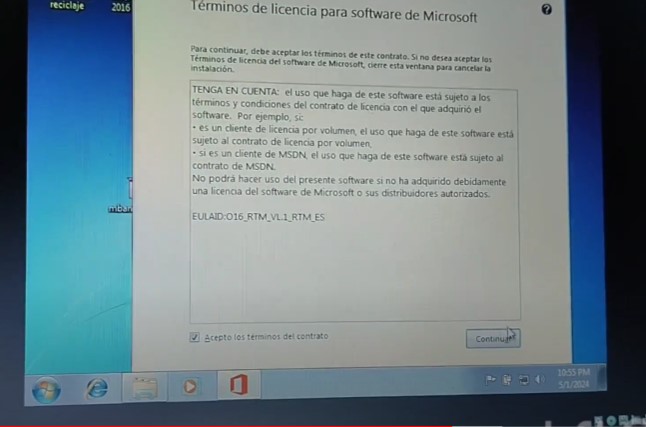 reciclaje
2016
Términos de licencia para software de Microsoft
Para continuar, debe aceptar los términos de este contrato. Si no desea aceptar los
Términos de licencia del software de Microsoft, cierre esta ventana para cancelar la
instalación.
TENGA EN CUENTA: el uso que haga de este software está sujeto a los
términos y condiciones del contrato de licencia con el que adquirió el
software. Por ejemplo, si:
• es un cliente de licencia por volumen, el uso que haga de este software está
sujeto al contrato de licencia por volumen.
• si es un cliente de MSDN, el uso que haga de este software está sujeto al
contrato de MSDN.
No podrá hacer uso del presente software si no ha adquirido debidamente
una licencia del software de Microsoft o sus distribuidores autorizados.
EULAID:O16_RTM_VL.1_RTM_ES
Acepto los términos del contrato
Continuar
10:55 PM
5/1/2024